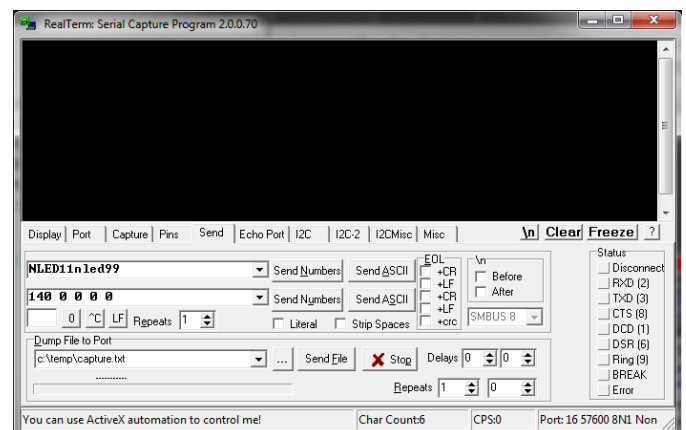 RealTerm: Serial Capture Program 2.0.0.70
Display Port Capture Pins Send Echo Port I2C I2C-2 I2CMisc Misc \n Clear Freeze ?
NLED11nled99 Send Numbers Send ASCII
140 0 0 0 0 Send Numbers Send ASCII
0 ^C LF Repeats 1 Literal Strip Spaces
EOL
+CR
+LF
+CR
+LF
+crc
\n
Before
After
SMBUS 8
Dump File to Port
c:\temp\capture.txt ... Send File Stop Delays 0 0
Repeats 1 0
Status
Disconnect
RXD (2)
TXD (3)
CTS (8)
DCD (1)
DSR (6)
Ring (9)
BREAK
Error
You can use ActiveX automation to control me! Char Count:6 CPS:0 Port: 16 57600 8N1 Non